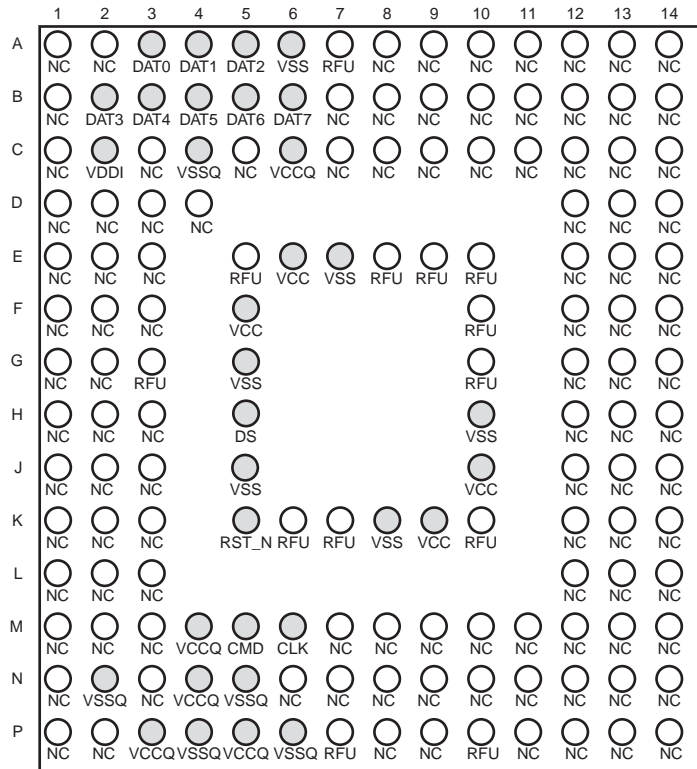 1 2 3 4 5 6 7 8 9 10 11 12 13 14
A
NC NC DAT0 DAT1 DAT2 VSS RFU NC NC NC NC NC NC NC
B
NC DAT3 DAT4 DAT5 DAT6 DAT7 NC NC NC NC NC NC NC NC
C
NC VDDI NC VSSQ NC VCCQ NC NC NC NC NC NC NC NC
D
NC NC NC NC NC NC NC
E
NC NC NC RFU VCC VSS RFU RFU RFU NC NC NC
F
NC NC NC VCC RFU NC NC NC
G
NC NC RFU VSS RFU NC NC NC
H
NC NC NC DS VSS NC NC NC
J
NC NC NC VSS VCC NC NC NC
K
NC NC NC RST_N RFU RFU VSS VCC RFU NC NC NC
L
NC NC NC NC NC NC
M
NC NC NC VCCQ CMD CLK NC NC NC NC NC NC NC NC
N
NC VSSQ NC VCCQ VSSQ NC NC NC NC NC NC NC NC NC
P
NC NC VCCQ VSSQ VCCQ VSSQ RFU NC NC RFU NC NC NC NC